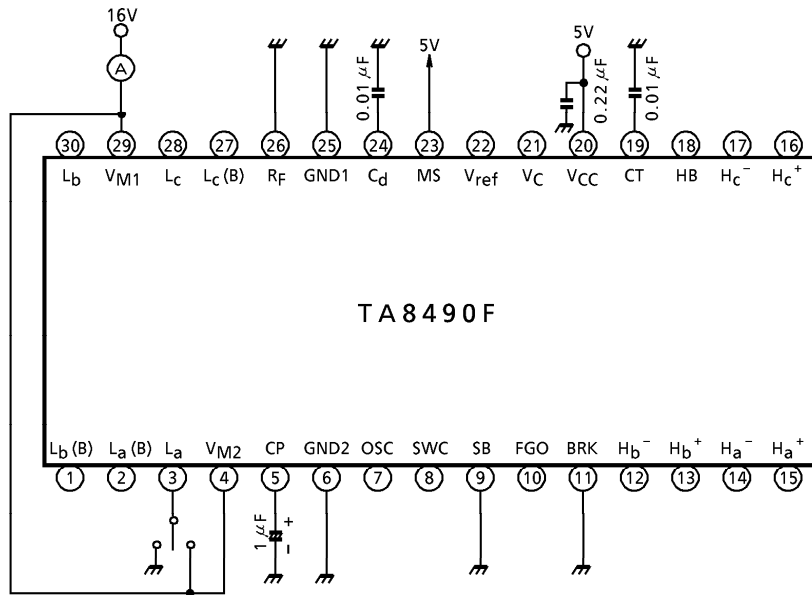 16V
A
5V
5V
0.01 μF
0.22 μF
0.01 μF
30 29 28 27 26 25 24 23 22 21 20 19 18 17 16
Lb VM1 Lc Lc (B) RF GND1 Cd MS Vref VC VCC CT HB Hc⁻ Hc⁺
TA8490F
Lb (B) La (B) La VM2 CP GND2 OSC SWC SB FGO BRK Hb⁻ Hb⁺ Ha⁻ Ha⁺
1 2 3 4 5 6 7 8 9 10 11 12 13 14 15
1 μF
+
−